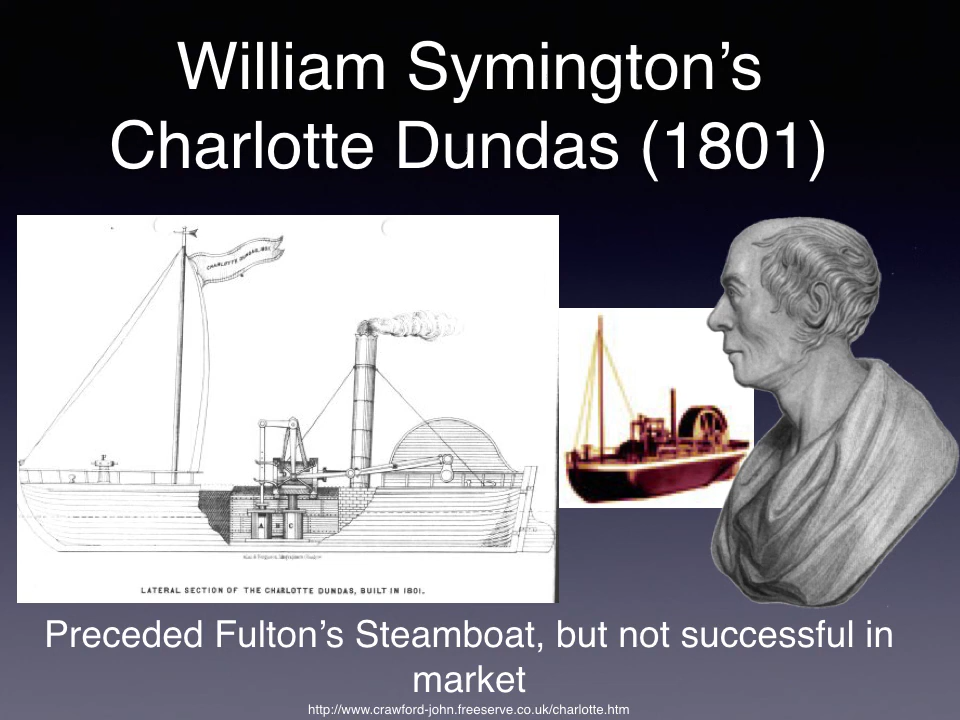 William Symington’s
Charlotte Dundas (1801)
CHARLOTTE DUNDAS, 1801
F
A B C
LATERAL SECTION OF THE CHARLOTTE DUNDAS, BUILT IN 1801.
Preceded Fulton’s Steamboat, but not successful in
market
http://www.crawford-john.freeserve.co.uk/charlotte.htm